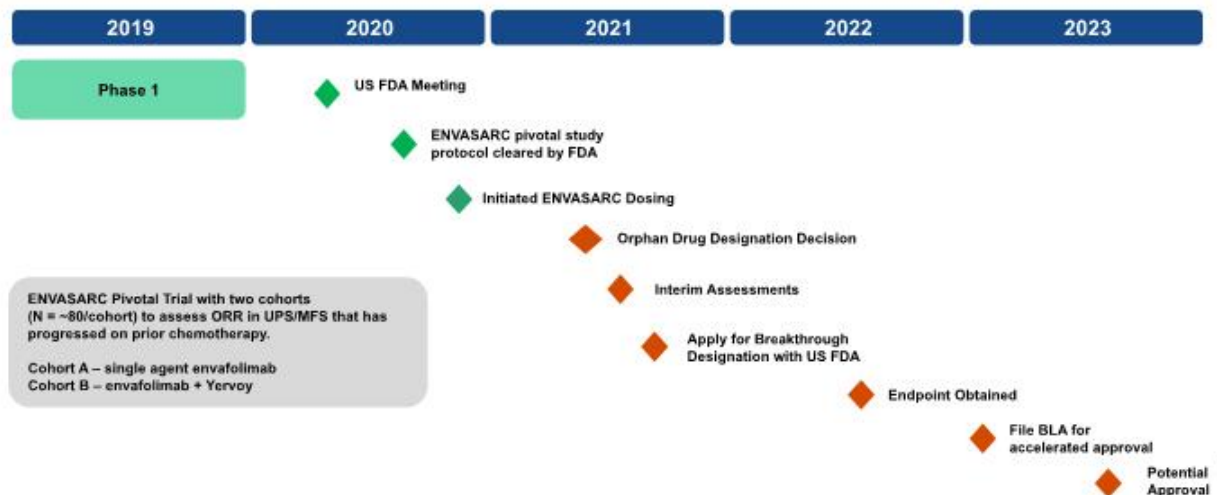 2019
2020
2021
2022
2023
Phase 1
US FDA Meeting
ENVASARC pivotal study
protocol cleared by FDA
Initiated ENVASARC Dosing
Orphan Drug Designation Decision
Interim Assessments
Apply for Breakthrough
Designation with US FDA
Endpoint Obtained
File BLA for
accelerated approval
Potential
Approval
ENVASARC Pivotal Trial with two cohorts
(N = ~80/cohort) to assess ORR in UPS/MFS that has
progressed on prior chemotherapy.
Cohort A – single agent envafolimab
Cohort B – envafolimab + Yervoy